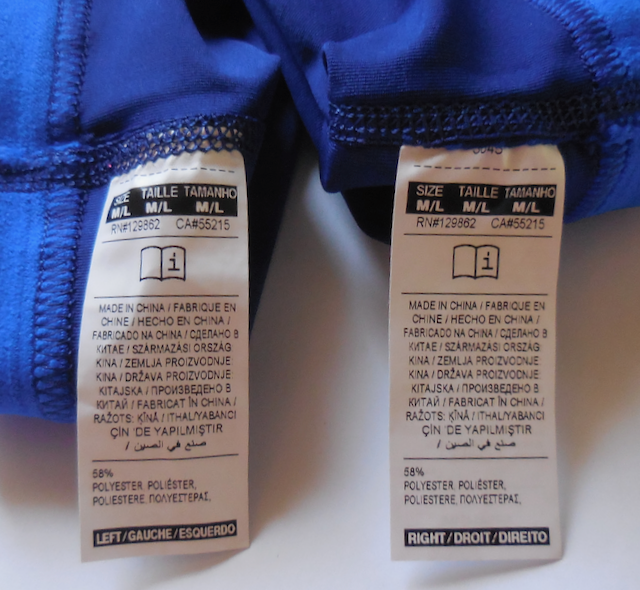 SIZE TAILLE TAMANHO
M/L M/L M/L
RN#129862 CA#55215
i
MADE IN CHINA / FABRIQUE EN
CHINE / HECHO EN CHINA /
FABRICADO NA CHINA / СДЕЛАНО В
КИТАЕ / SZÁRMAZÁSI ORSZÁG
KINA / ZEMLJA PROIZVODNJE
KINA / DRŽAVA PROIZVODNJE
KITAJSKA / ПРОИЗВЕДЕНО В
КИТАЙ / FABRICAT ÎN CHINA /
RAŽOTS: ĶĪNĀ / ITHALYABANCI
ÇİN 'DE YAPILMIŞTIR
/ صنع في الصين
58%
POLYESTER, POLIÉSTER,
POLIESTERE, ΠΟΛΥΕΣΤΕΡΑΣ,
LEFT/GAUCHE/ESQUERDO
SIZE TAILLE TAMANHO
M/L M/L M/L
RN#129862 CA#55215
i
MADE IN CHINA / FABRIQUE EN
CHINE / HECHO EN CHINA /
FABRICADO NA CHINA / СДЕЛАНО В
КИТАЕ / SZÁRMAZÁSI ORSZÁG
KINA / ZEMLJA PROIZVODNJE
KINA / DRŽAVA PROIZVODNJE
KITAJSKA / ПРОИЗВЕДЕНО В
КИТАЙ / FABRICAT ÎN CHINA /
RAŽOTS: ĶĪNĀ / ITHALYABANCI
ÇİN 'DE YAPILMIŞTIR
/ صنع في الصين
58%
POLYESTER, POLIÉSTER,
POLIESTERE, ΠΟΛΥΕΣΤΕΡΑΣ,
RIGHT/DROIT/DIREITO